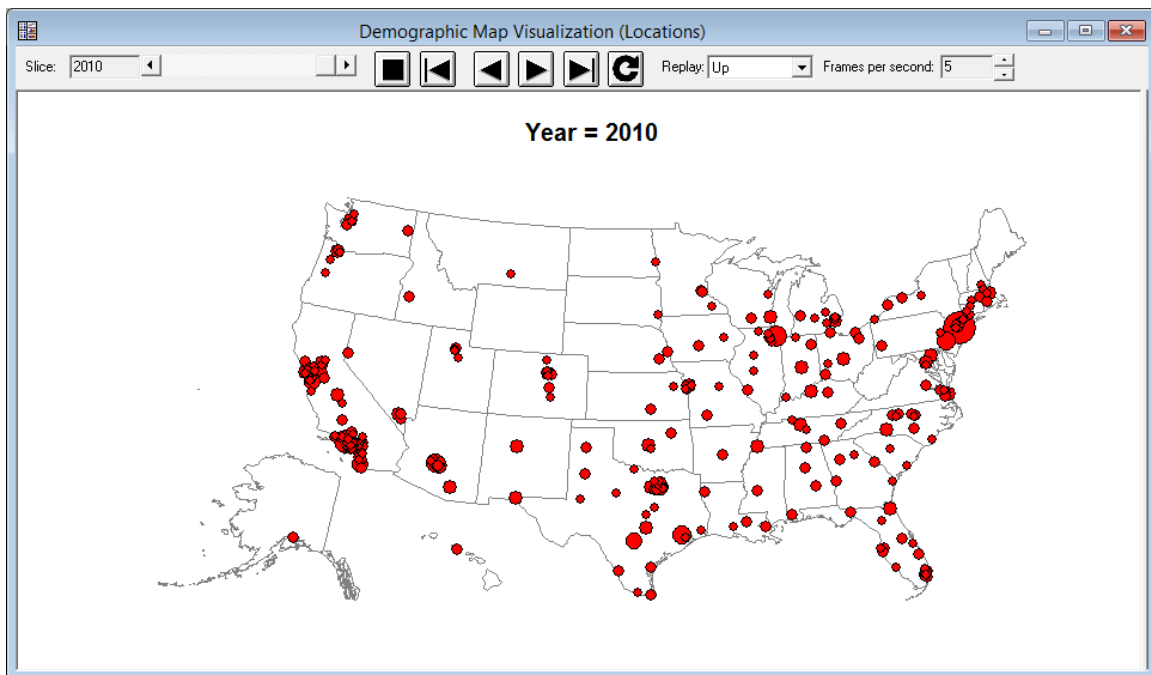 Demographic Map Visualization (Locations)
Slice: 2010 Replay: Up Frames per second: 5
Year = 2010